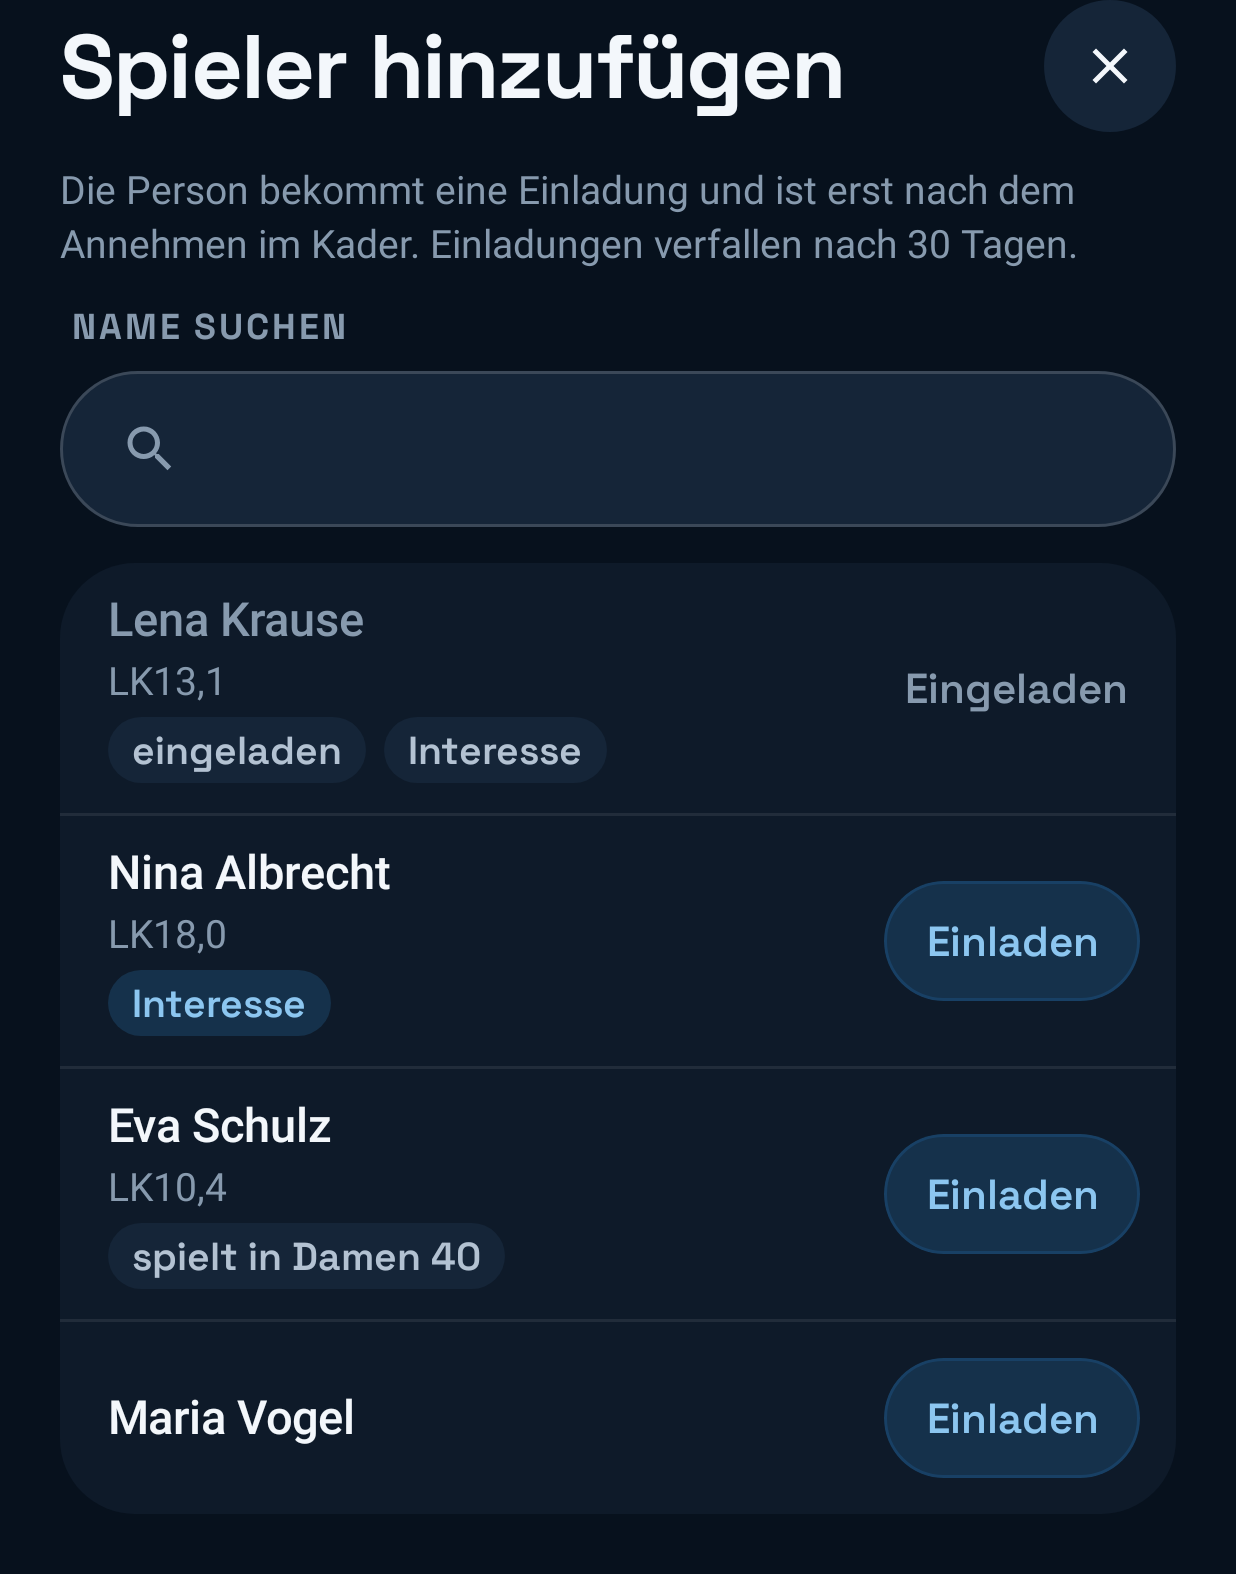 Spieler hinzufügen
Die Person bekommt eine Einladung und ist erst nach dem
Annehmen im Kader. Einladungen verfallen nach 30 Tagen.
NAME SUCHEN
Lena Krause
LK13,1
eingeladen Interesse
Eingeladen
Nina Albrecht
LK18,0
Interesse
Einladen
Eva Schulz
LK10,4
spielt in Damen 40
Einladen
Maria Vogel
Einladen